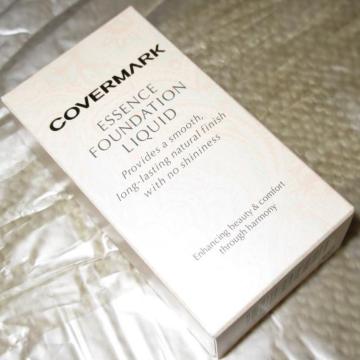 COVERMARK
ESSENCE
FOUNDATION
LIQUID
Provides a smooth,
long-lasting natural finish
with no shininess
Enhancing beauty & comfort
through harmony